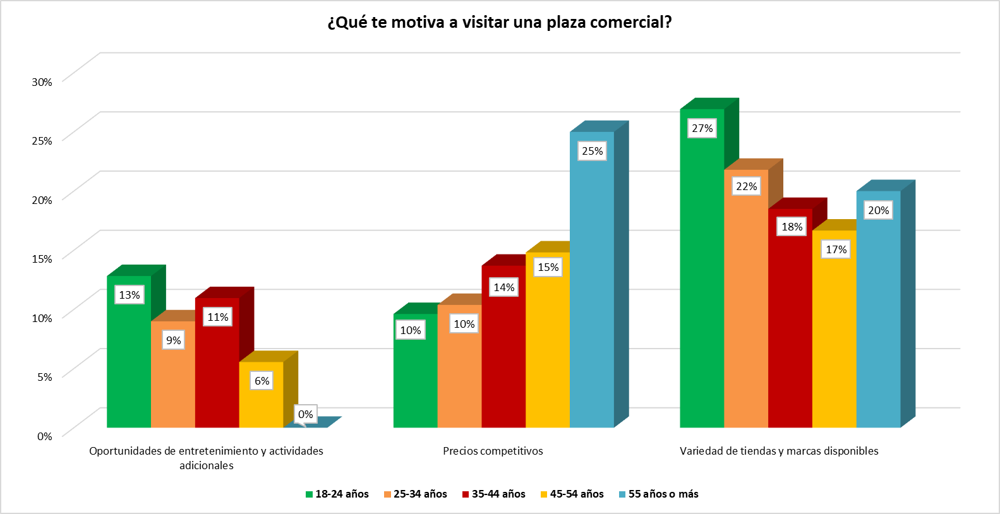 ¿Qué te motiva a visitar una plaza comercial?
30%
25%
20%
15%
10%
5%
0%
13%
9%
11%
6%
0%
10%
10%
14%
15%
25%
27%
22%
18%
17%
20%
Oportunidades de entretenimiento y actividades
adicionales
Precios competitivos
Variedad de tiendas y marcas disponibles
18-24 años
25-34 años
35-44 años
45-54 años
55 años o más